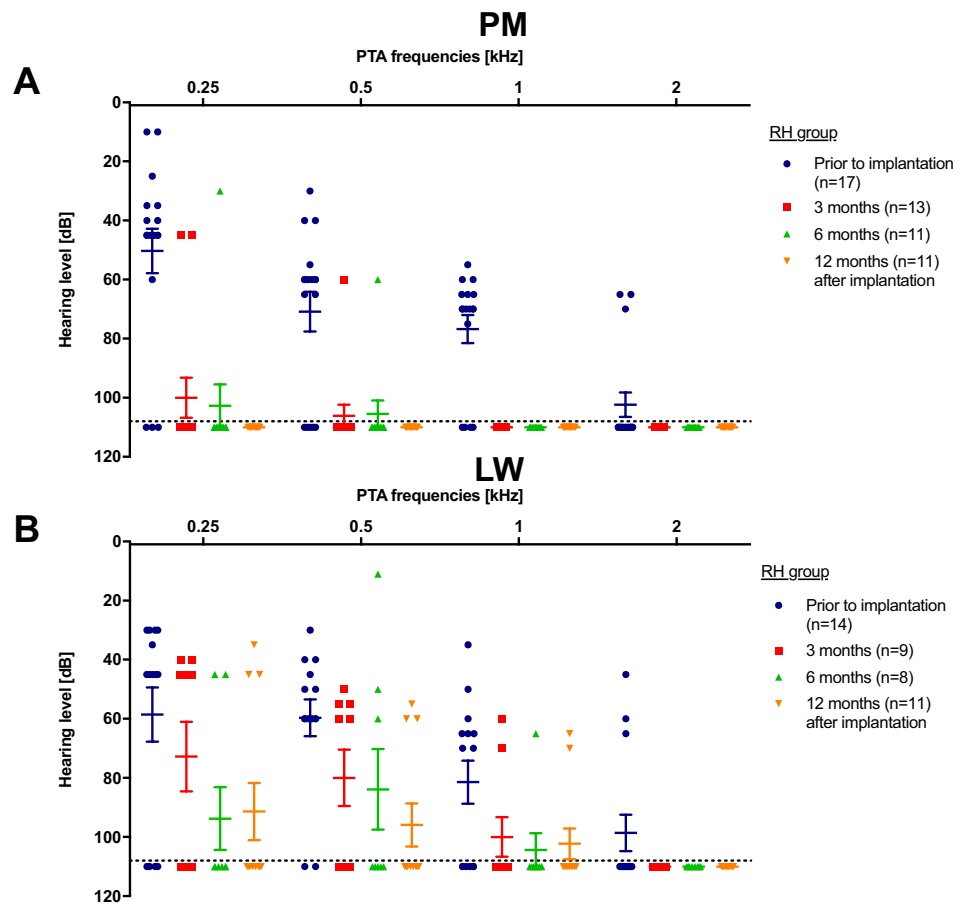 PM
PTA frequencies [kHz]
A
0.25 0.5 1 2
0
20
40
60
80
100
120
Hearing level [dB]
RH group
Prior to implantation
(n=17)
3 months (n=13)
6 months (n=11)
12 months (n=11)
after implantation
LW
PTA frequencies [kHz]
B
0.25 0.5 1 2
0
20
40
60
80
100
120
Hearing level [dB]
RH group
Prior to implantation
(n=14)
3 months (n=9)
6 months (n=8)
12 months (n=11)
after implantation